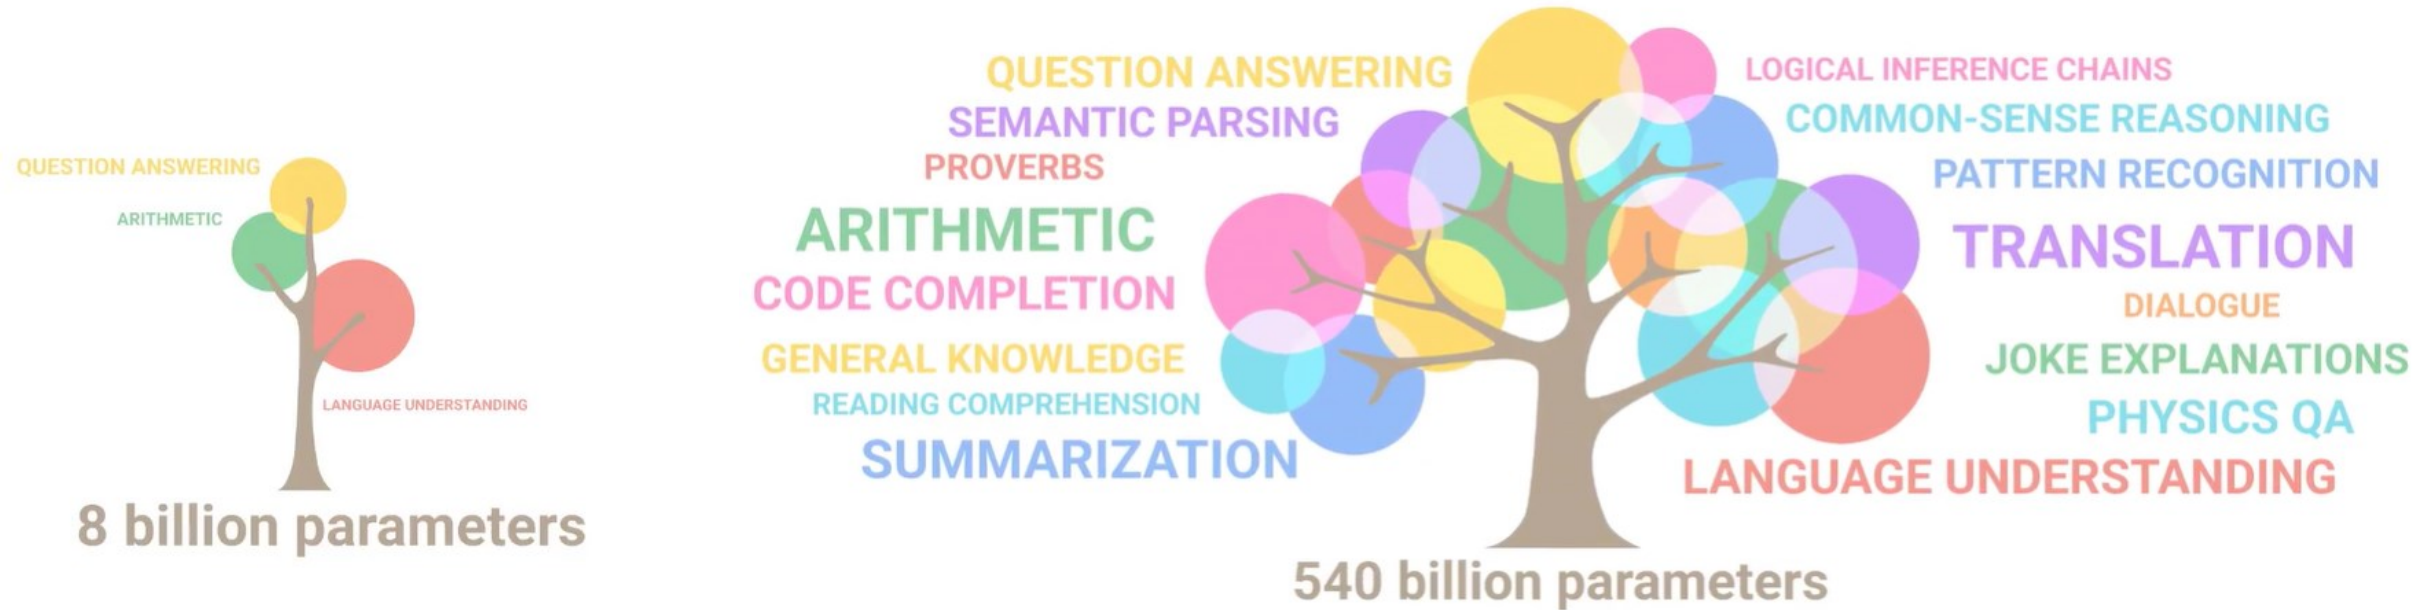 QUESTION ANSWERING
ARITHMETIC
LANGUAGE UNDERSTANDING
8 billion parameters
QUESTION ANSWERING
SEMANTIC PARSING
PROVERBS
ARITHMETIC
CODE COMPLETION
GENERAL KNOWLEDGE
READING COMPREHENSION
SUMMARIZATION
LOGICAL INFERENCE CHAINS
COMMON-SENSE REASONING
PATTERN RECOGNITION
TRANSLATION
DIALOGUE
JOKE EXPLANATIONS
PHYSICS QA
LANGUAGE UNDERSTANDING
540 billion parameters